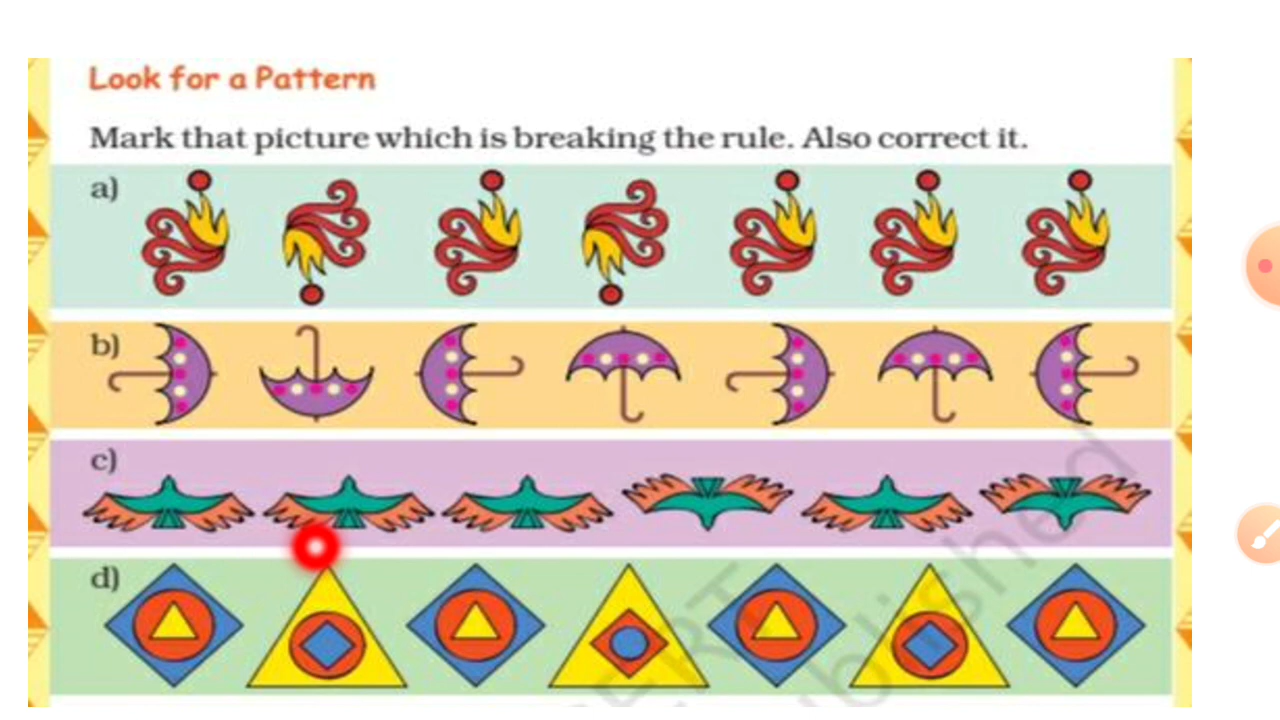 Look for a Pattern
Mark that picture which is breaking the rule. Also correct it.
a)
b)
c)
d)